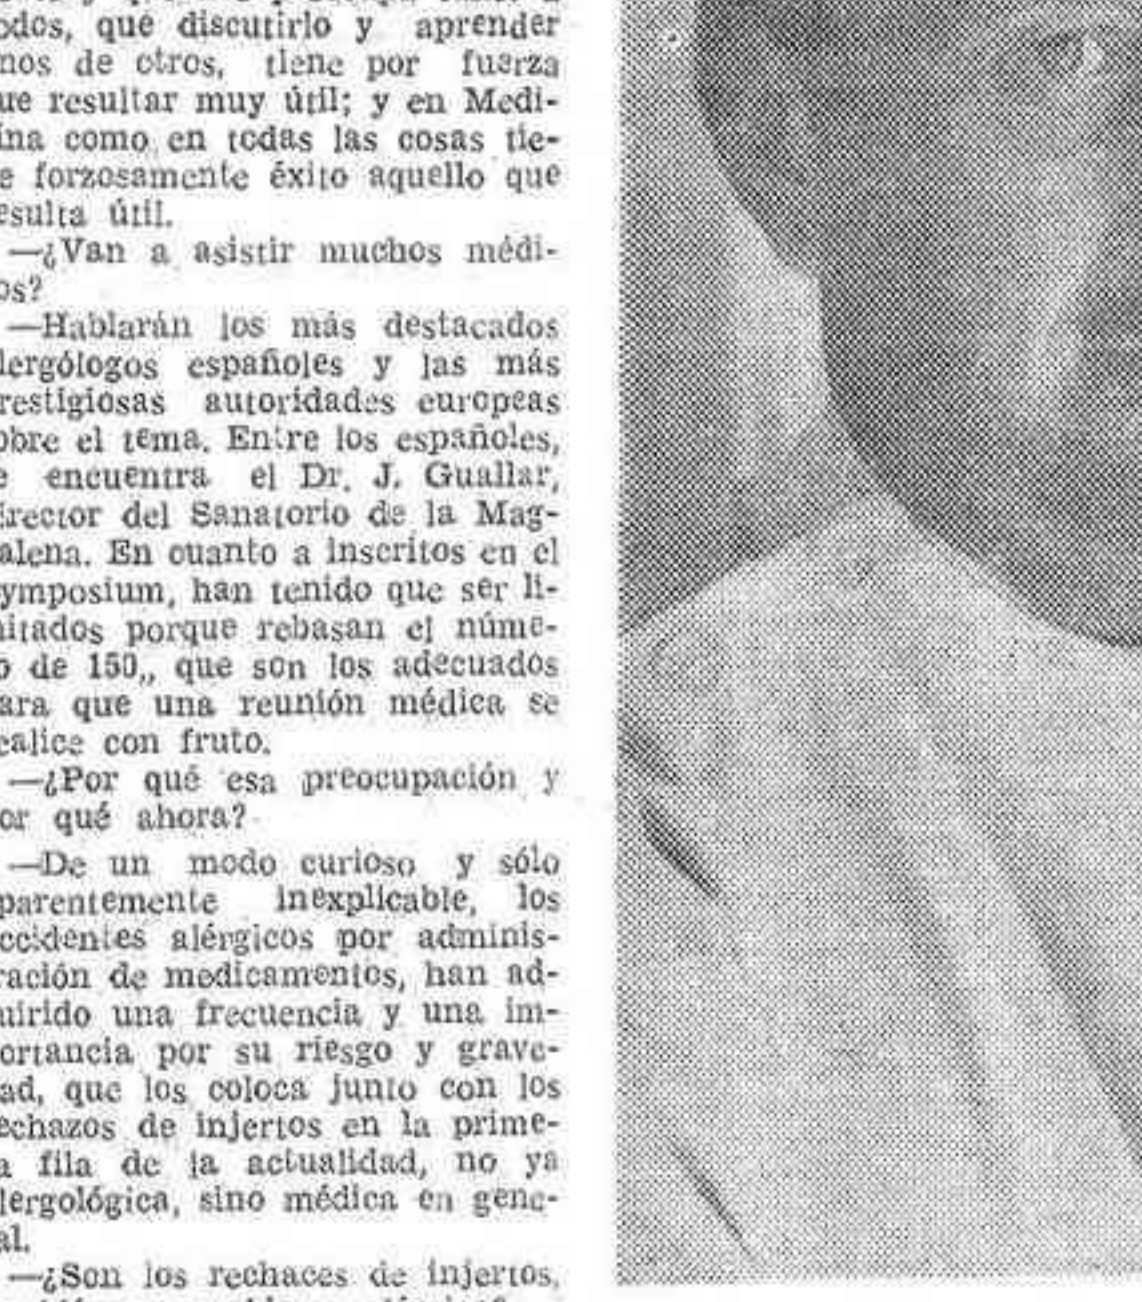 odos, que discutirlo y aprender
nos de otros, tiene por fuerza
ue resultar muy útil; y en Medi-
ina como en todas las cosas tie-
e forzosamente éxito aquello que
esulta útil.
—¿Van a asistir muchos médi-
os?
—Hablarán los más destacados
lergólogos españoles y las más
restigiosas autoridades europeas
obre el tema. Entre los españoles,
e encuentra el Dr. J. Guallar,
irector del Sanatorio de la Mag-
alena. En cuanto a inscritos en el
ymposium, han tenido que ser li-
itados porque rebasan el núme-
o de 150,, que son los adecuados
ara que una reunión médica se
ealice con fruto.
—¿Por qué esa preocupación y
or qué ahora?
—De un modo curioso y sólo
parentemente inexplicable, los
ccidentes alérgicos por adminis-
ración de medicamentos, han ad-
uirido una frecuencia y una im-
ortancia por su riesgo y grave-
ad, que los coloca junto con los
echazos de injertos en la prime-
a fila de la actualidad, no ya
lergológica, sino médica en gene-
al.
—¿Son los rechaces de injertos,